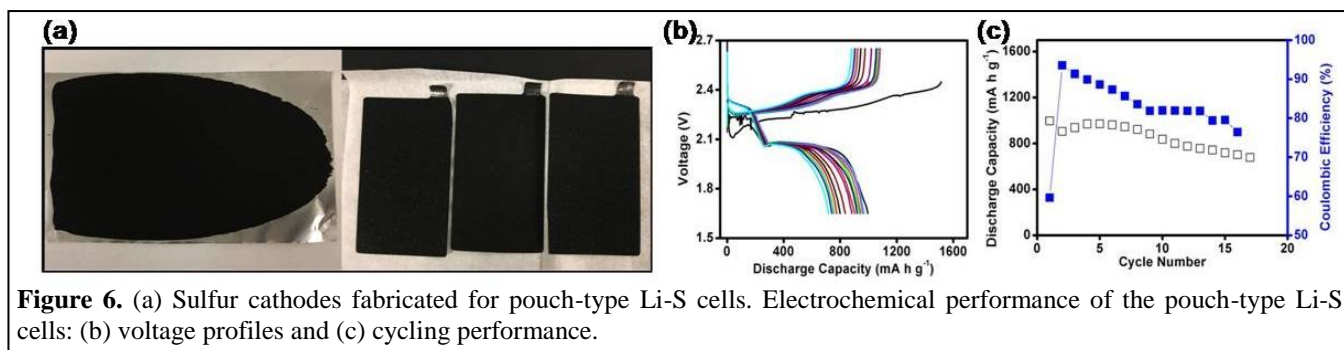 (a)
(b)
(c)
2.7
2.4
2.1
1.8
1.5
Voltage (V)
0 400 800 1200 1600
Discharge Capacity (mA h g⁻¹)
1600
1200
800
400
0
Discharge Capacity (mA h g⁻¹)
0 5 10 15 20
Cycle Number
100
90
80
70
60
50
Coulombic Efficiency (%)
Figure 6. (a) Sulfur cathodes fabricated for pouch-type Li-S cells. Electrochemical performance of the pouch-type Li-S
cells: (b) voltage profiles and (c) cycling performance.